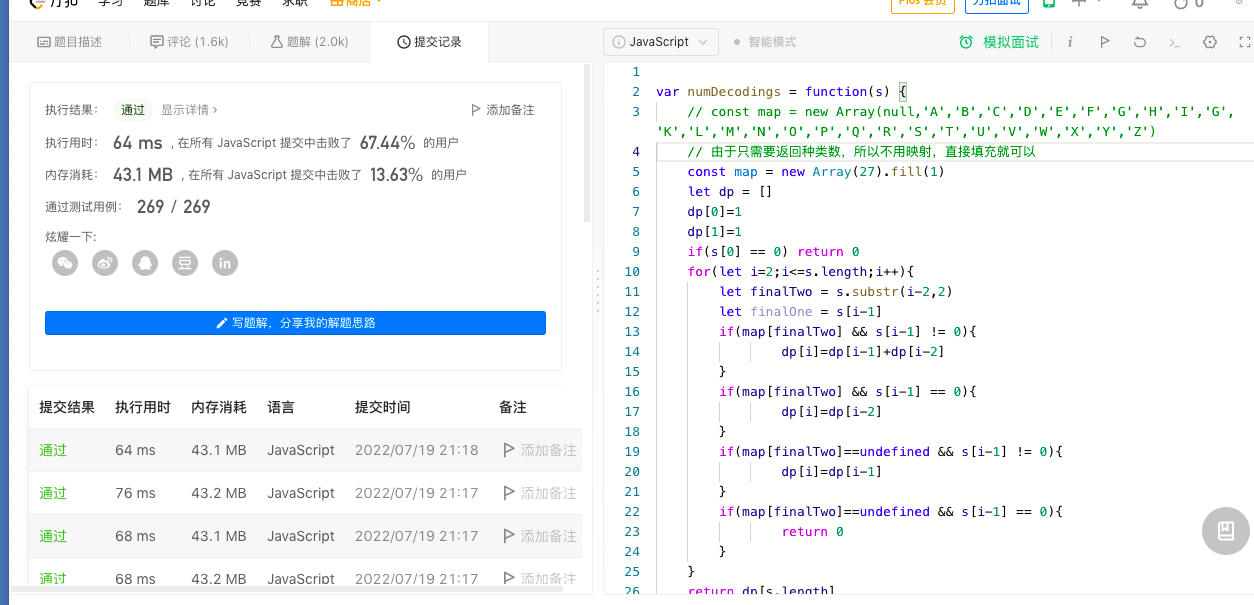 力扣 学习 题库 讨论 竞赛 求职 商店
Plus 会员 力扣面试 0
题目描述 评论 (1.6k) 题解 (2.0k) 提交记录
执行结果： 通过 显示详情 >
添加备注
执行用时： 64 ms , 在所有 JavaScript 提交中击败了 67.44% 的用户
内存消耗： 43.1 MB , 在所有 JavaScript 提交中击败了 13.63% 的用户
通过测试用例： 269 / 269
炫耀一下:
豆 in
写题解，分享我的解题思路
提交结果 执行用时 内存消耗 语言 提交时间 备注
通过 64 ms 43.1 MB JavaScript 2022/07/19 21:18 添加备注
通过 76 ms 43.2 MB JavaScript 2022/07/19 21:17 添加备注
通过 68 ms 43.1 MB JavaScript 2022/07/19 21:17 添加备注
通过 68 ms 43.2 MB JavaScript 2022/07/19 21:17 添加备注
JavaScript 智能模式 模拟面试 i
1
2 var numDecodings = function(s) {
3 // const map = new Array(null,'A','B','C','D','E','F','G','H','I','G',
'K','L','M','N','O','P','Q','R','S','T','U','V','W','X','Y','Z')
4 // 由于只需要返回种类数，所以不用映射，直接填充就可以
5 const map = new Array(27).fill(1)
6 let dp = []
7 dp[0]=1
8 dp[1]=1
9 if(s[0] == 0) return 0
10 for(let i=2;i<=s.length;i++){
11 let finalTwo = s.substr(i-2,2)
12 let finalOne = s[i-1]
13 if(map[finalTwo] && s[i-1] != 0){
14 dp[i]=dp[i-1]+dp[i-2]
15 }
16 if(map[finalTwo] && s[i-1] == 0){
17 dp[i]=dp[i-2]
18 }
19 if(map[finalTwo]==undefined && s[i-1] != 0){
20 dp[i]=dp[i-1]
21 }
22 if(map[finalTwo]==undefined && s[i-1] == 0){
23 return 0
24 }
25 }
26 return dp[s.length]